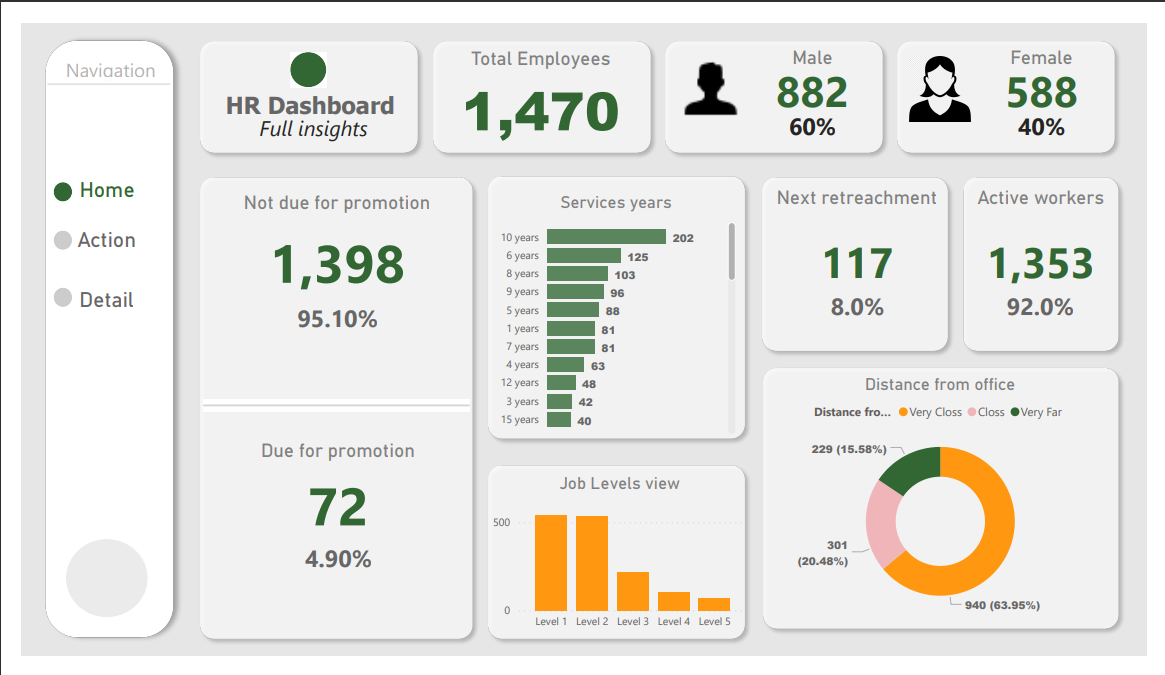 Navigation
Home
Action
Detail
HR Dashboard
Full insights
Total Employees
1,470
Male
882
60%
Female
588
40%
Not due for promotion
1,398
95.10%
Due for promotion
72
4.90%
Services years
10 years 202
6 years 125
8 years 103
9 years 96
5 years 88
1 years 81
7 years 81
4 years 63
12 years 48
3 years 42
15 years 40
Job Levels view
500
0
Level 1 Level 2 Level 3 Level 4 Level 5
Next retreachment
117
8.0%
Active workers
1,353
92.0%
Distance from office
Distance fro... Very Closs Closs Very Far
229 (15.58%)
301
(20.48%)
940 (63.95%)